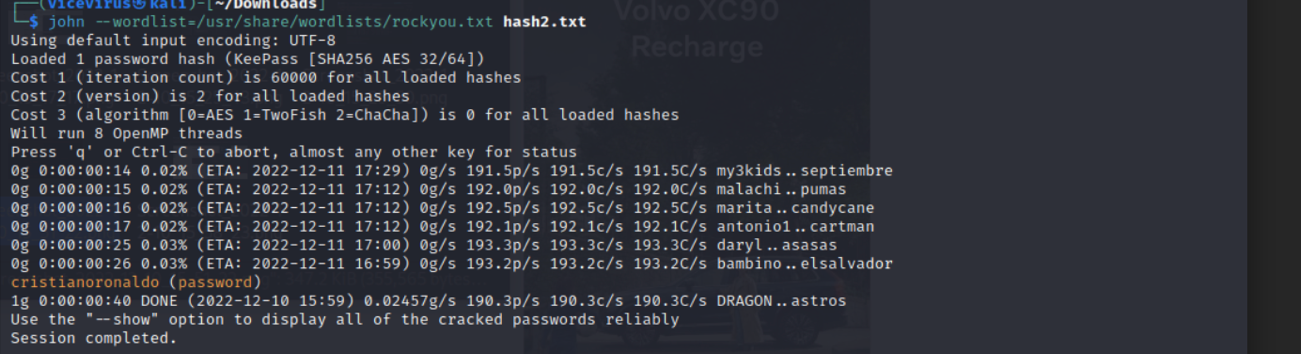 (ViceVirus㉿Kali)-[~/Downloads]
└─$ john --wordlist=/usr/share/wordlists/rockyou.txt hash2.txt
Using default input encoding: UTF-8
Loaded 1 password hash (KeePass [SHA256 AES 32/64])
Cost 1 (iteration count) is 60000 for all loaded hashes
Cost 2 (version) is 2 for all loaded hashes
Cost 3 (algorithm [0=AES 1=TwoFish 2=ChaCha]) is 0 for all loaded hashes
Will run 8 OpenMP threads
Press 'q' or Ctrl-C to abort, almost any other key for status
0g 0:00:00:14 0.02% (ETA: 2022-12-11 17:29) 0g/s 191.5p/s 191.5c/s 191.5C/s my3kids..septiembre
0g 0:00:00:15 0.02% (ETA: 2022-12-11 17:12) 0g/s 192.0p/s 192.0c/s 192.0C/s malachi..pumas
0g 0:00:00:16 0.02% (ETA: 2022-12-11 17:12) 0g/s 192.5p/s 192.5c/s 192.5C/s marita..candycane
0g 0:00:00:17 0.02% (ETA: 2022-12-11 17:12) 0g/s 192.1p/s 192.1c/s 192.1C/s antonio1..cartman
0g 0:00:00:25 0.03% (ETA: 2022-12-11 17:00) 0g/s 193.3p/s 193.3c/s 193.3C/s daryl..asasas
0g 0:00:00:26 0.03% (ETA: 2022-12-11 16:59) 0g/s 193.2p/s 193.2c/s 193.2C/s bambino..elsalvador
cristianoronaldo (password)
1g 0:00:00:40 DONE (2022-12-10 15:59) 0.02457g/s 190.3p/s 190.3c/s 190.3C/s DRAGON..astros
Use the "--show" option to display all of the cracked passwords reliably
Session completed.
Volvo XC90
Recharge